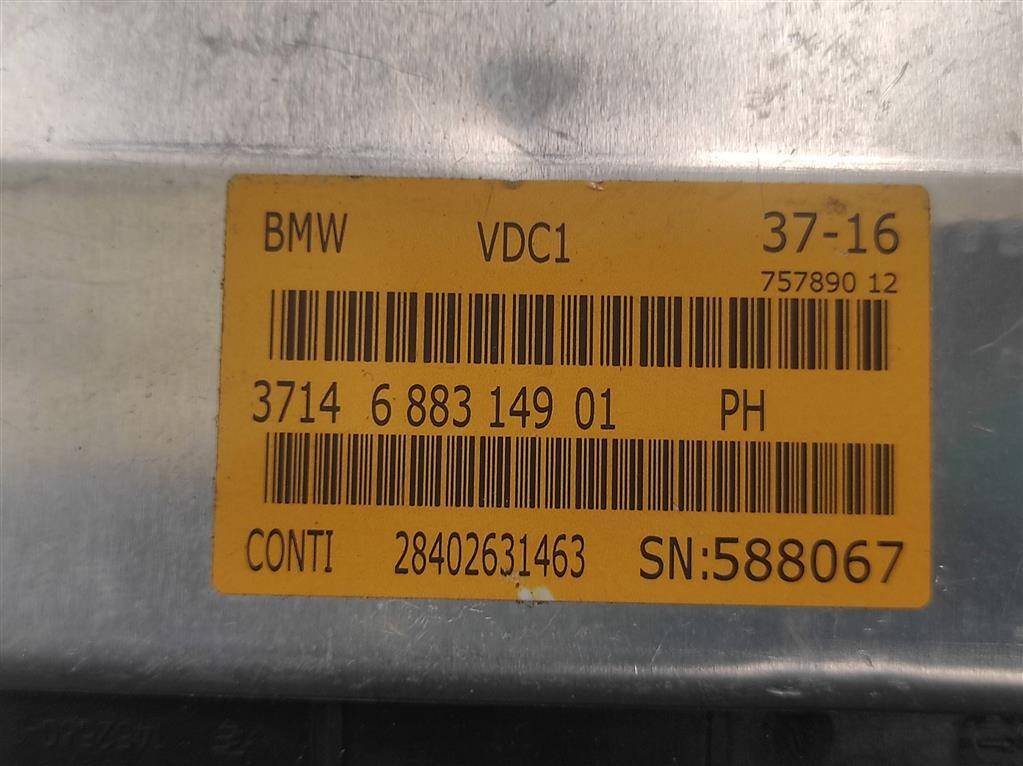 BMW VDC1 37-16
757890 12
3714 6 883 149 01 PH
CONTI 28402631463 SN:588067